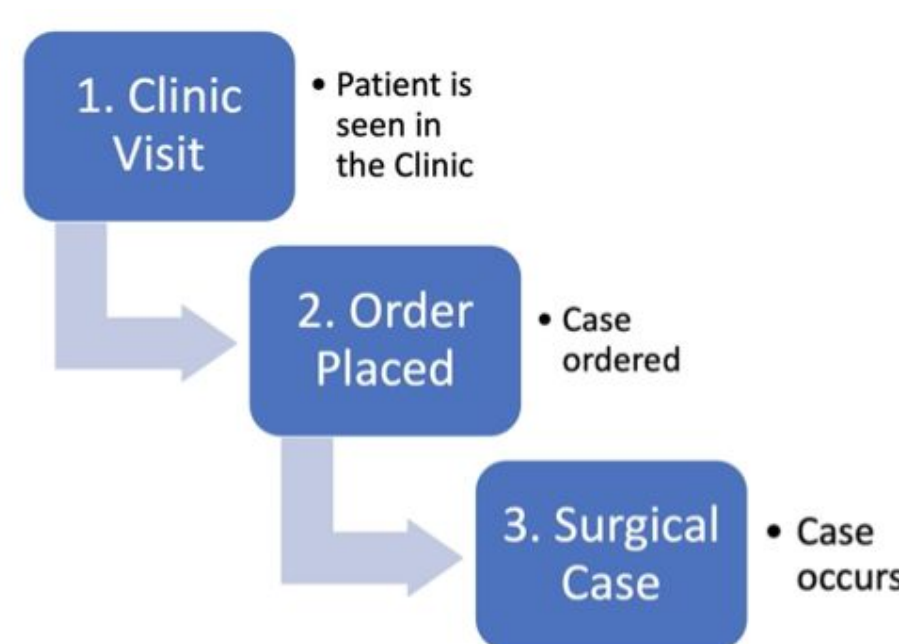 1. Clinic
Visit
• Patient is
seen in
the Clinic
2. Order
Placed
• Case
ordered
3. Surgical
Case
• Case
occurs